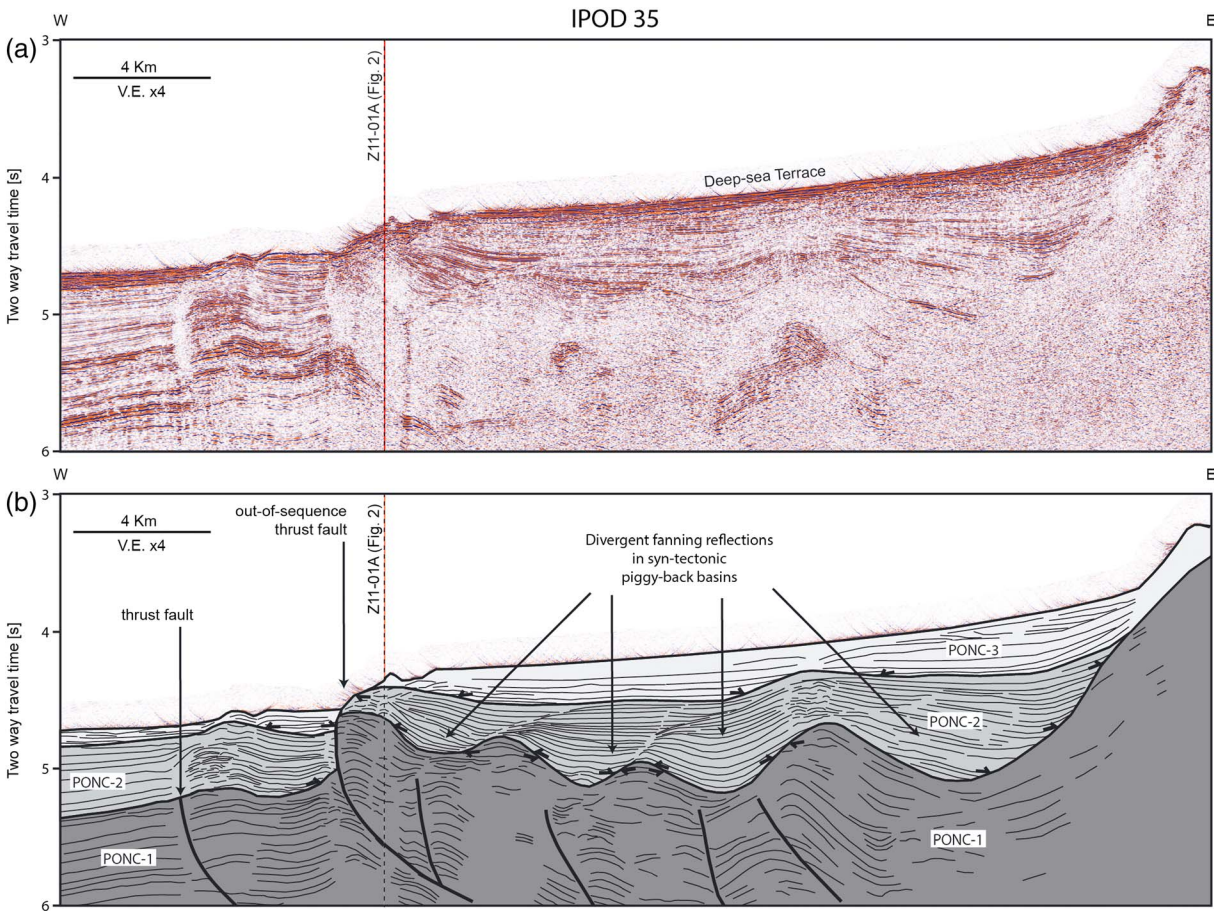 IPOD 35
W
E
(a)
3
4 Km
V.E. x4
Z11-01A (Fig. 2)
4
Deep-sea Terrace
Two way travel time [s]
5
6
W
E
(b)
3
4 Km
V.E. x4
out-of-sequence
thrust fault
Z11-01A (Fig. 2)
Divergent fanning reflections
in syn-tectonic
piggy-back basins
thrust fault
4
PONC-3
Two way travel time [s]
PONC-2
5
PONC-2
PONC-1
PONC-1
6